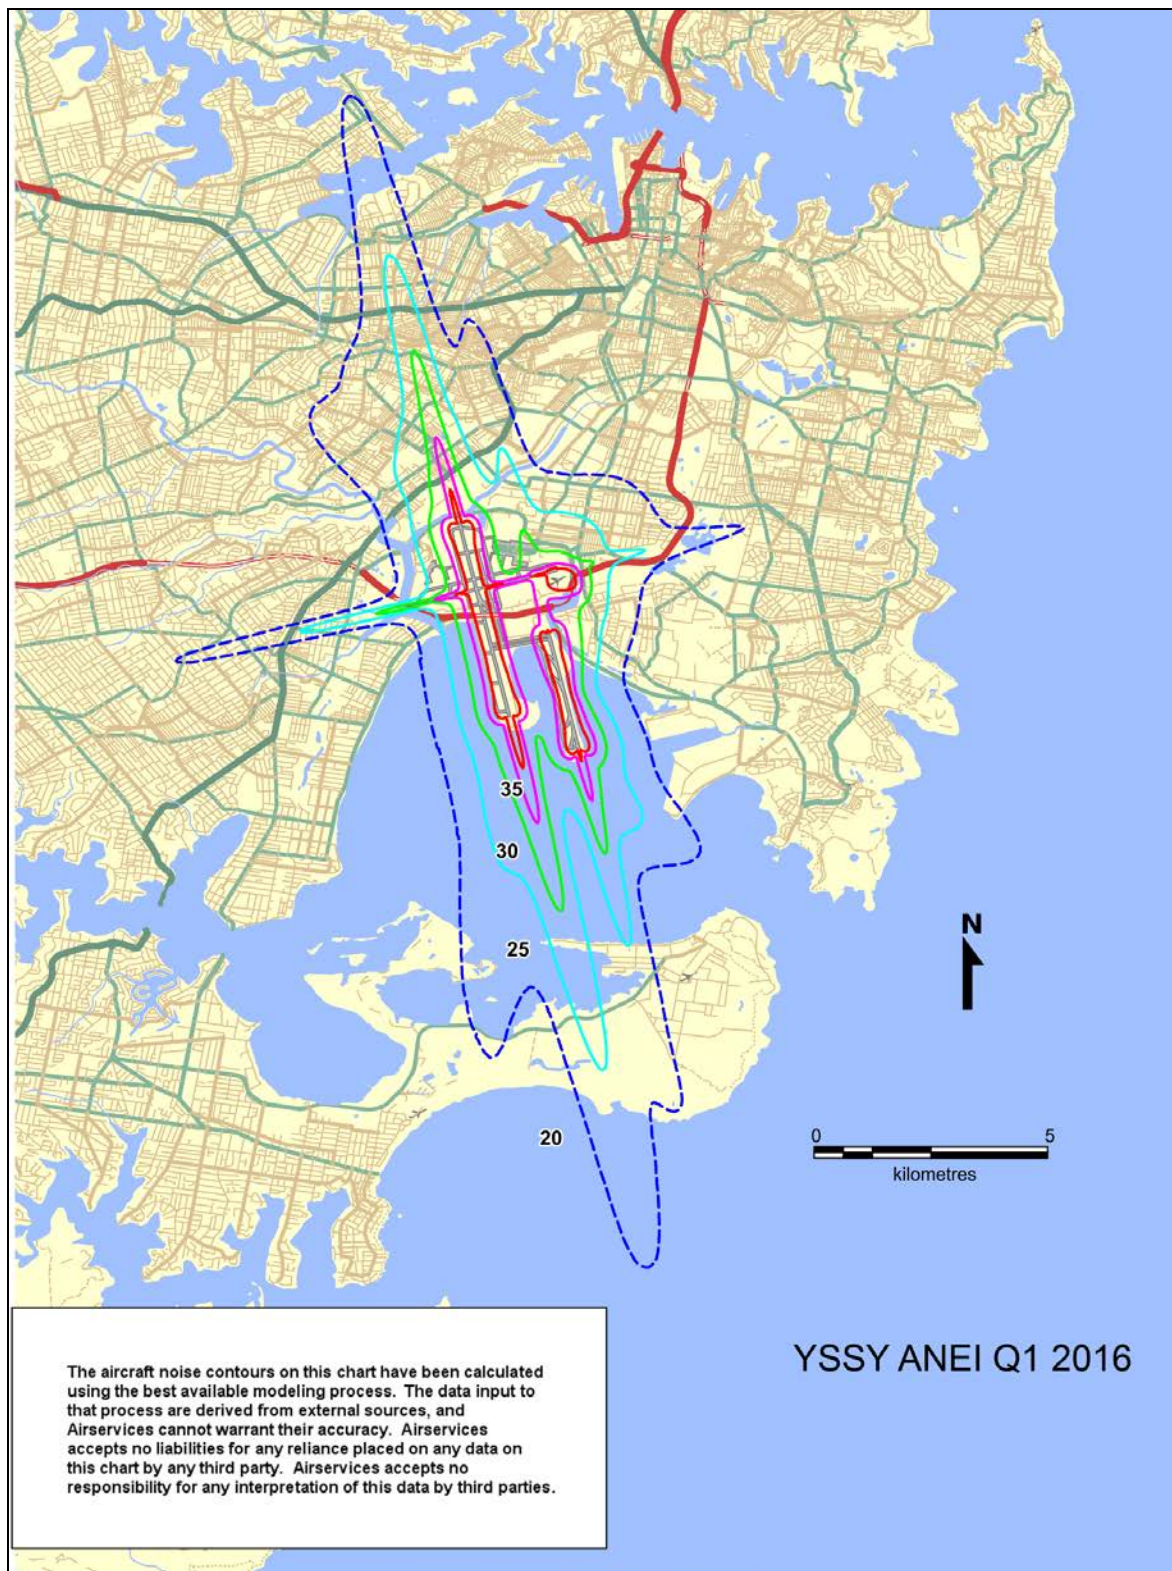 35
30
25
20
N
0 5
kilometres
YSSY ANEI Q1 2016
The aircraft noise contours on this chart have been calculated
using the best available modeling process. The data input to
that process are derived from external sources, and
Airservices cannot warrant their accuracy. Airservices
accepts no liabilities for any reliance placed on any data on
this chart by any third party. Airservices accepts no
responsibility for any interpretation of this data by third parties.